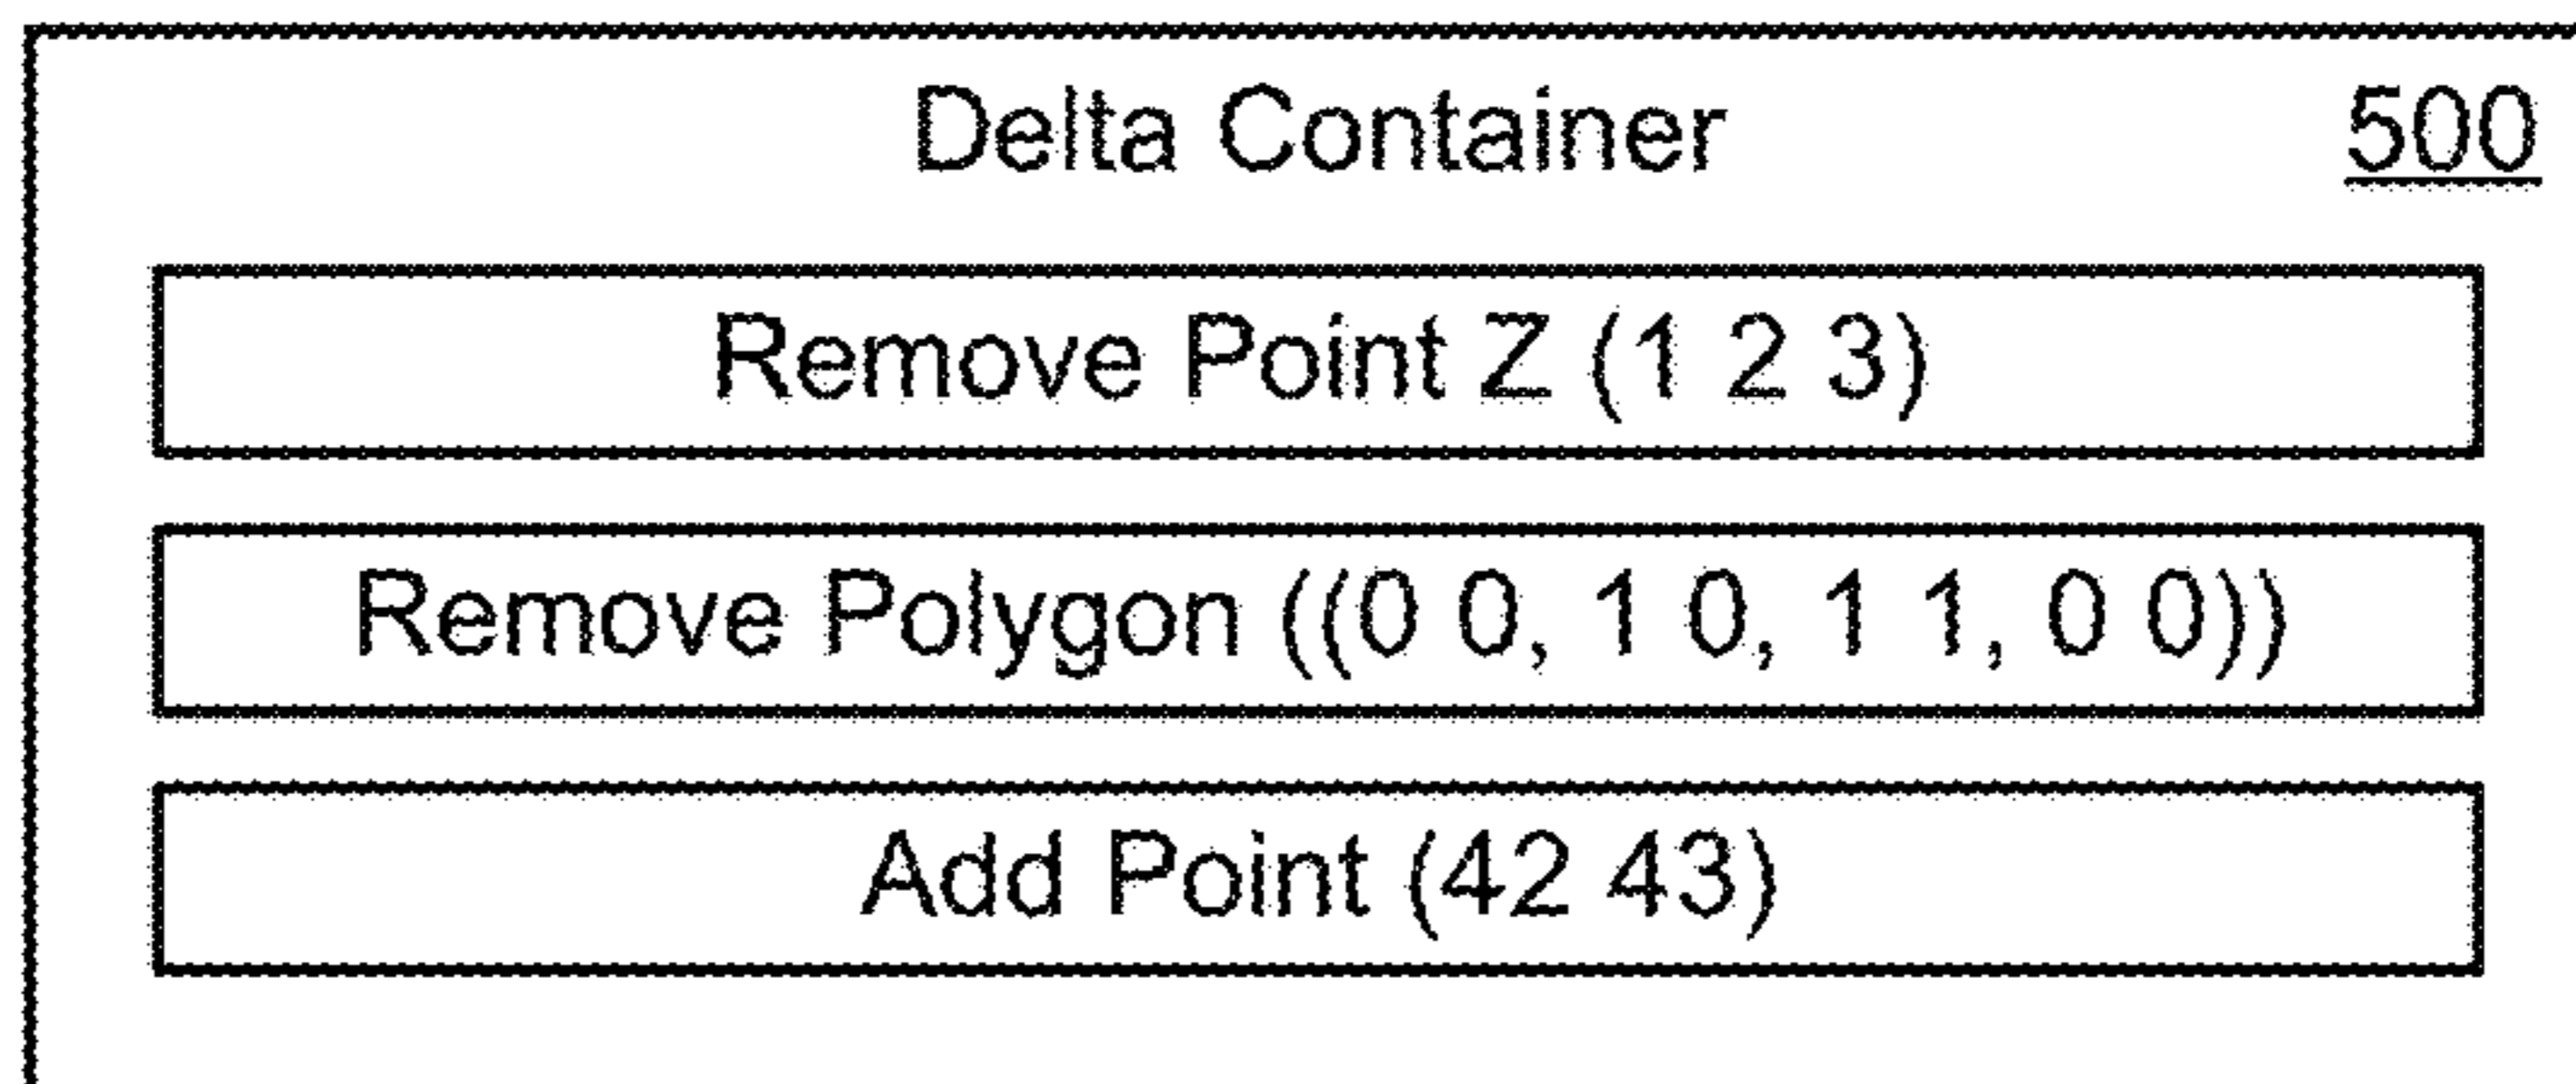 Delta Container 500
Remove Point Z (1 2 3)
Remove Polygon ((0 0, 1 0, 1 1, 0 0))
Add Point (42 43)